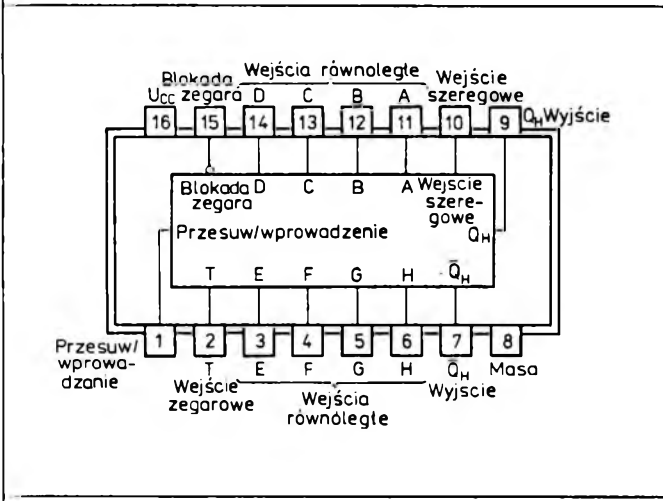 Blokada Wejścia równoległe Wejście
Ucc zegara D C B A szeregowe
16 15 14 13 12 11 10 9 QH Wyjście
Blokada D C B A Wejscie
zegara szere-
gowe
Przesuw/wprowadzenie QH
T E F G H Q̅H
1 2 3 4 5 6 7 8
Przesuw/ T E F G H Q̅H Masa
wprowa-
dzanie
Wejście Wejścia Wyjście
zegarowe równóległe